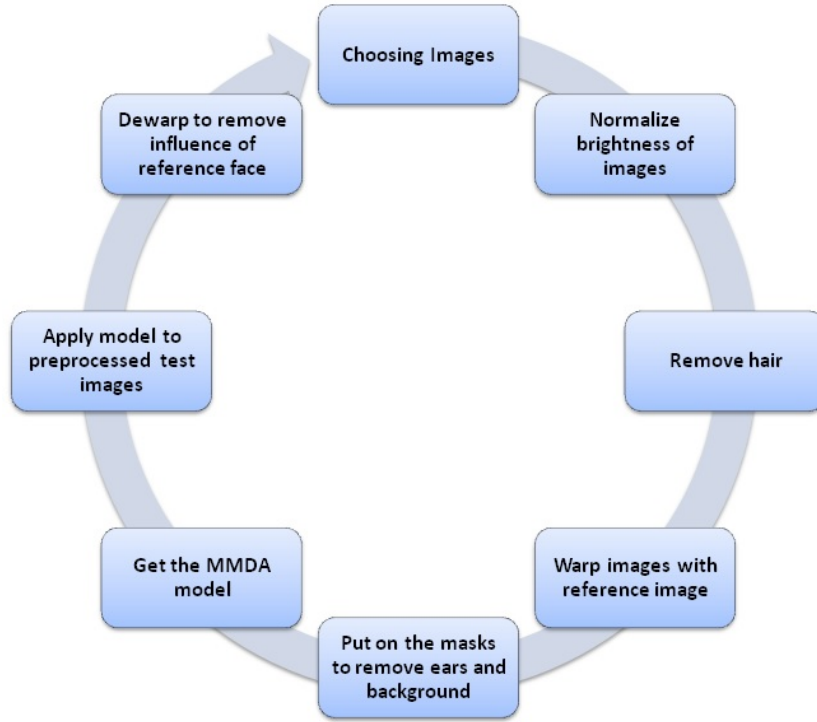 Choosing Images
Normalize
brightness of
images
Remove hair
Warp images with
reference image
Put on the masks
to remove ears and
background
Get the MMDA
model
Apply model to
preprocessed test
images
Dewarp to remove
influence of
reference face